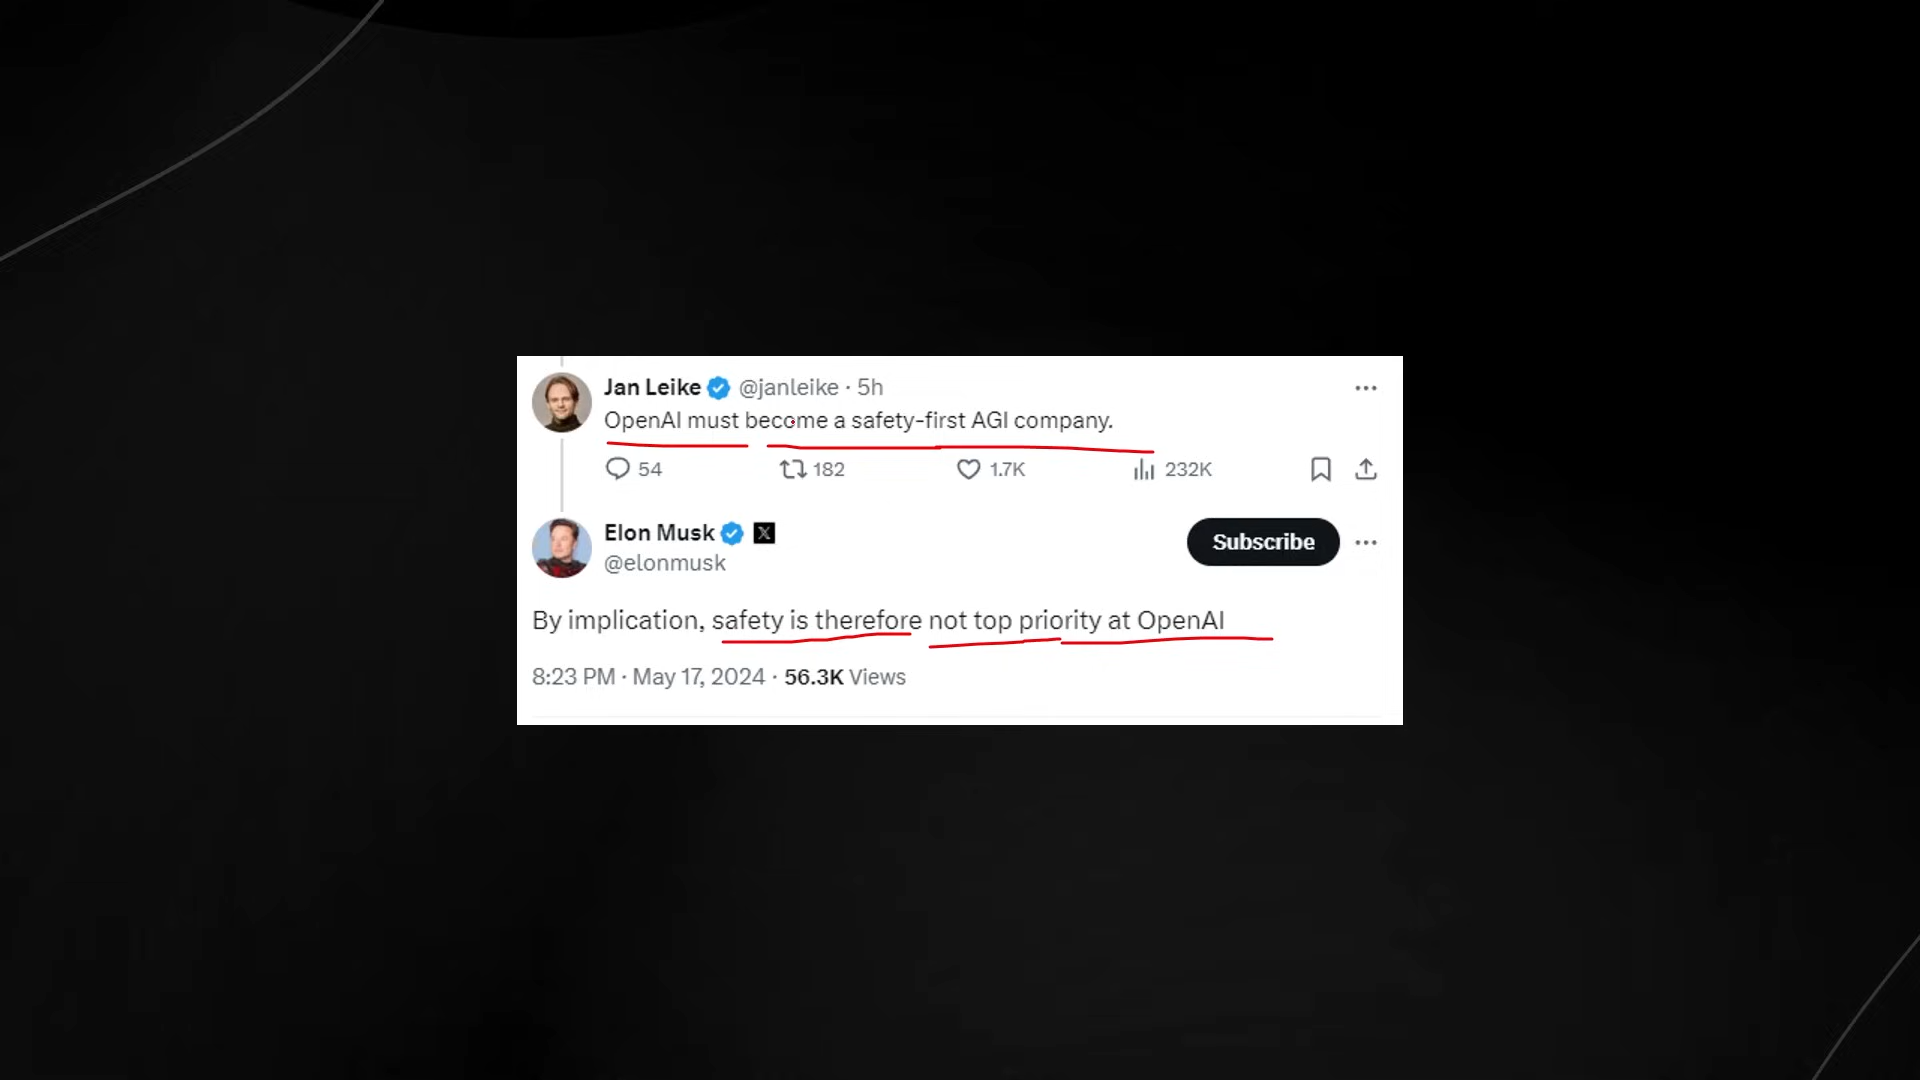 Jan Leike @janleike · 5h
OpenAI must become a safety-first AGI company.
54 182 1.7K 232K
Elon Musk X
@elonmusk
Subscribe
By implication, safety is therefore not top priority at OpenAI
8:23 PM · May 17, 2024 · 56.3K Views